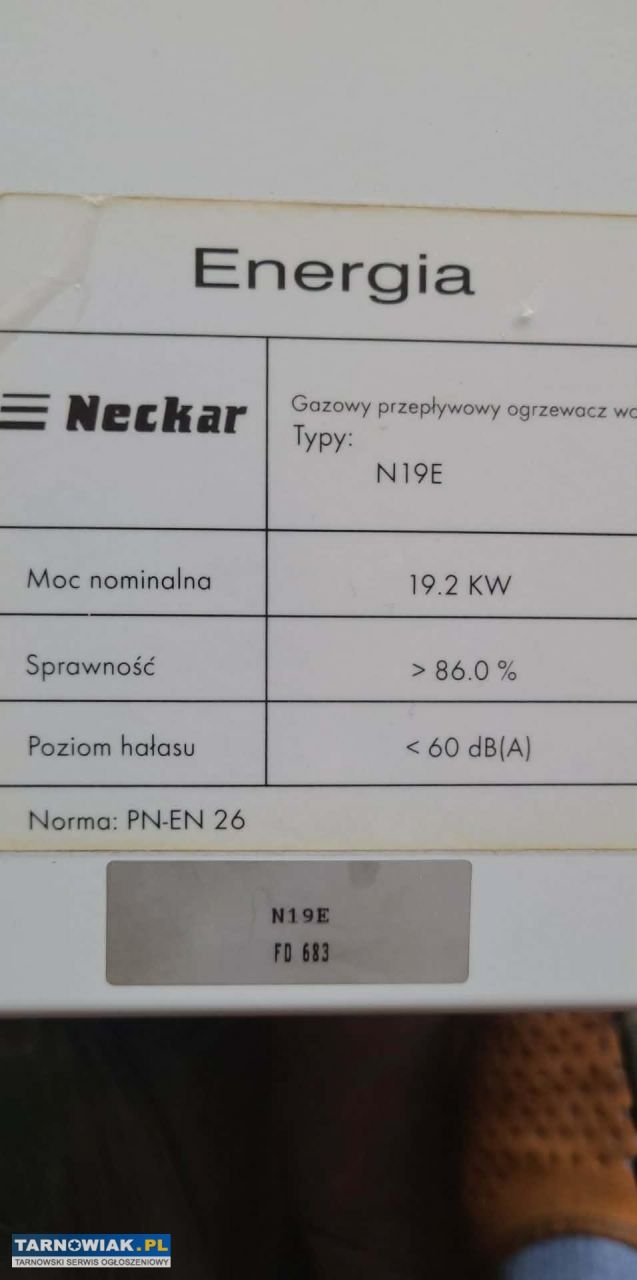 Energia
Neckar
Gazowy przepływowy ogrzewacz
Typy:
N19E
Moc nominalna 19.2 KW
Sprawność > 86.0 %
Poziom hałasu < 60 dB(A)
Norma: PN-EN 26
N19E
FD 683
TARNOWIAK.PL
TARNOWSKI SERWIS OGŁOSZENIOWY